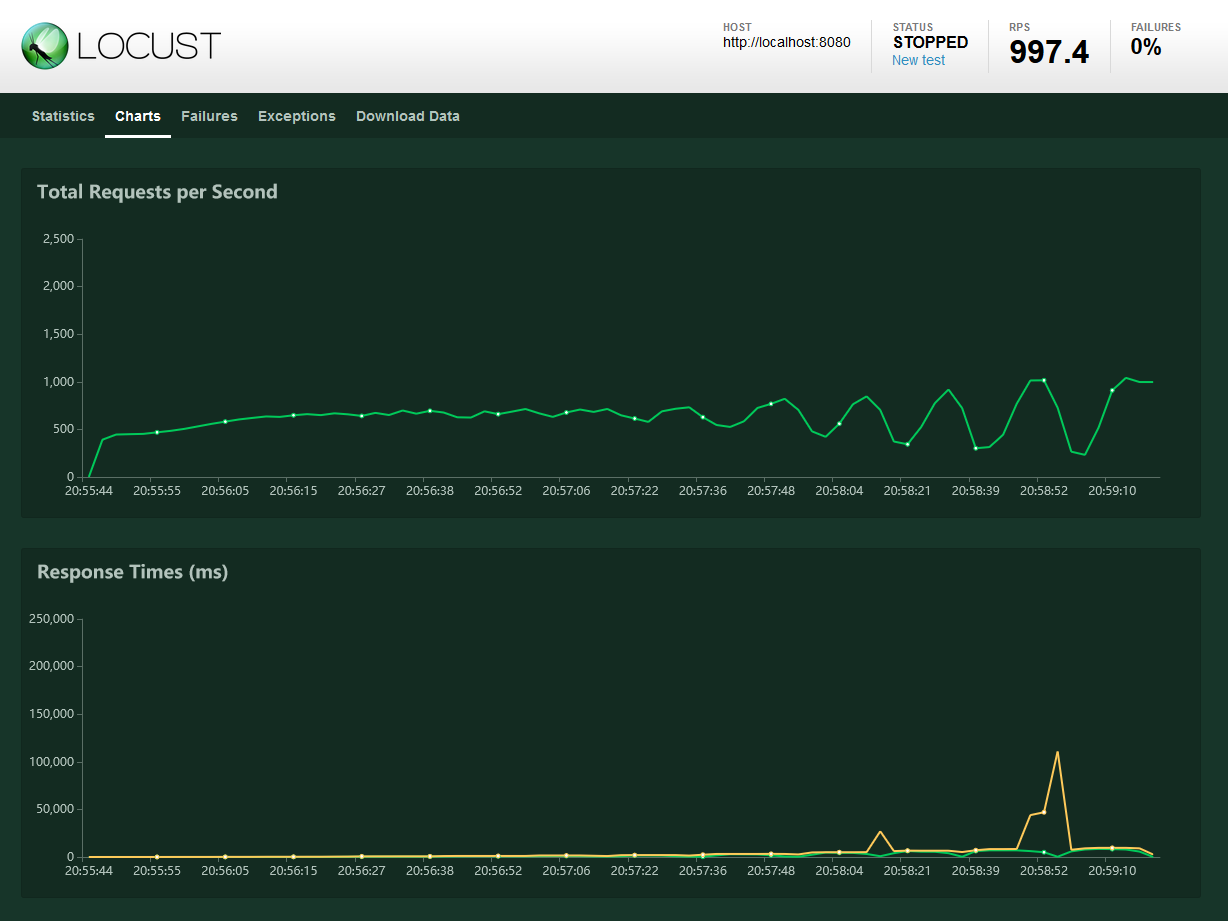 LOCUST
HOST
http://localhost:8080
STATUS
STOPPED
New test
RPS
997.4
FAILURES
0%
Statistics Charts Failures Exceptions Download Data
Total Requests per Second
2,500
2,000
1,500
1,000
500
0
20:55:44 20:55:55 20:56:05 20:56:15 20:56:27 20:56:38 20:56:52 20:57:06 20:57:22 20:57:36 20:57:48 20:58:04 20:58:21 20:58:39 20:58:52 20:59:10
Response Times (ms)
250,000
200,000
150,000
100,000
50,000
0
20:55:44 20:55:55 20:56:05 20:56:15 20:56:27 20:56:38 20:56:52 20:57:06 20:57:22 20:57:36 20:57:48 20:58:04 20:58:21 20:58:39 20:58:52 20:59:10